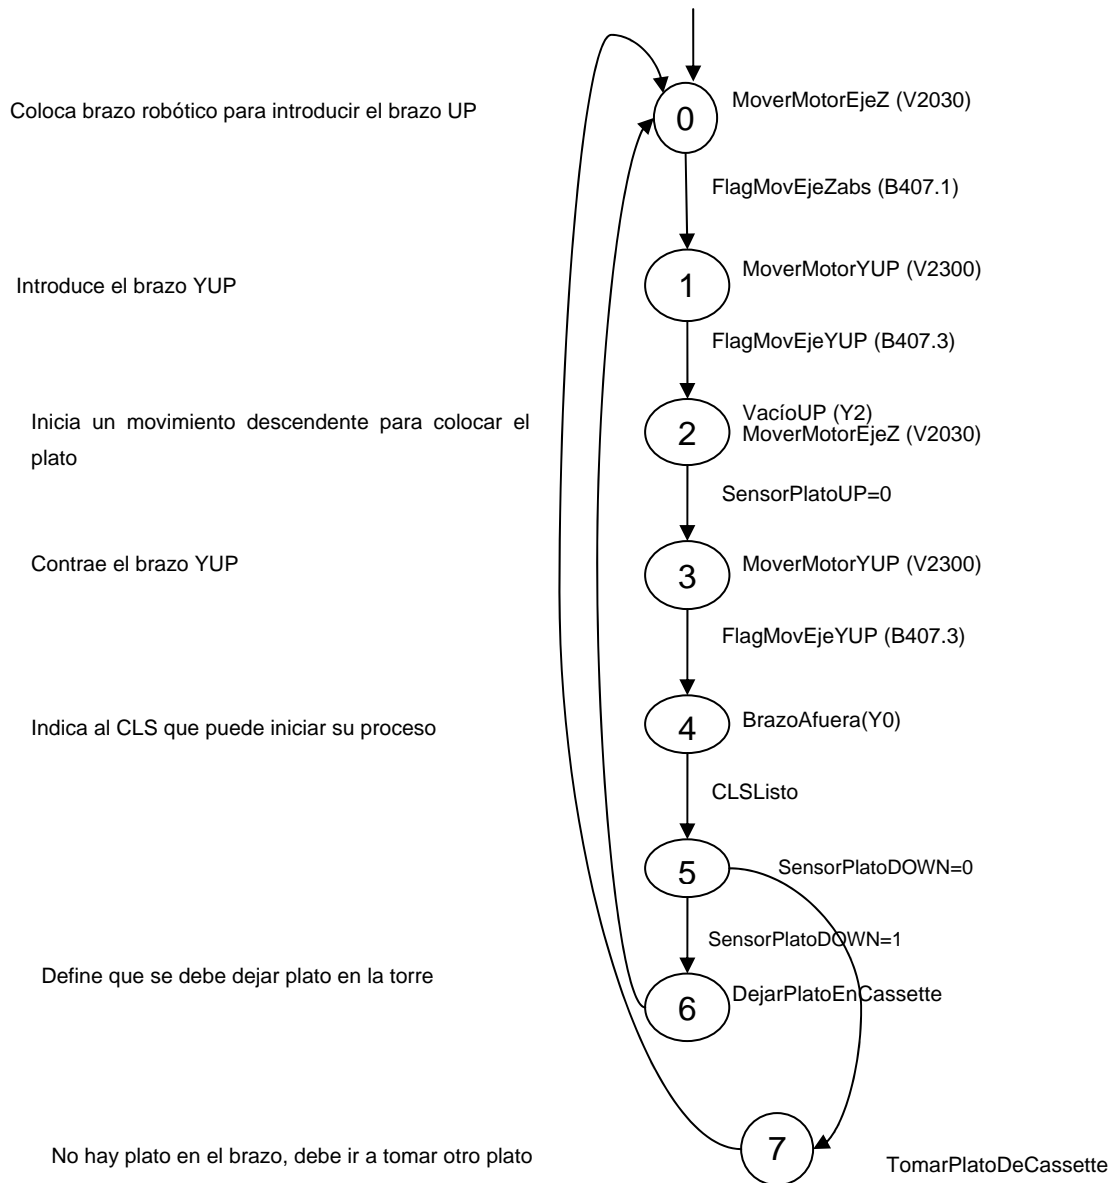 Coloca brazo robótico para introducir el brazo UP
0
MoverMotorEjeZ (V2030)
FlagMovEjeZabs (B407.1)
Introduce el brazo YUP
1
MoverMotorYUP (V2300)
FlagMovEjeYUP (B407.3)
Inicia un movimiento descendente para colocar el
plato
2
VacíoUP (Y2)
MoverMotorEjeZ (V2030)
SensorPlatoUP=0
Contrae el brazo YUP
3
MoverMotorYUP (V2300)
FlagMovEjeYUP (B407.3)
Indica al CLS que puede iniciar su proceso
4
BrazoAfuera(Y0)
CLSListo
5
SensorPlatoDOWN=0
SensorPlatoDOWN=1
Define que se debe dejar plato en la torre
6
DejarPlatoEnCassette
No hay plato en el brazo, debe ir a tomar otro plato
7
TomarPlatoDeCassette